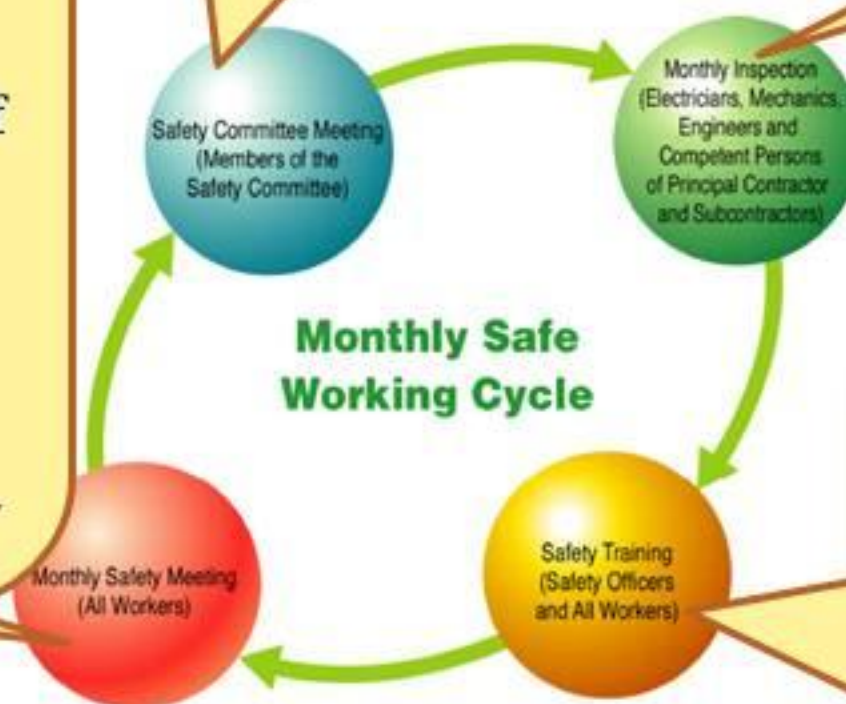 Safety Committee Meeting
(Members of the
Safety Committee)
Monthly Inspection
(Electricians, Mechanics,
Engineers and
Competent Persons
of Principal Contractor
and Subcontractors)
Monthly Safe
Working Cycle
Monthly Safety Meeting
(All Workers)
Safety Training
(Safety Officers
and All Workers)